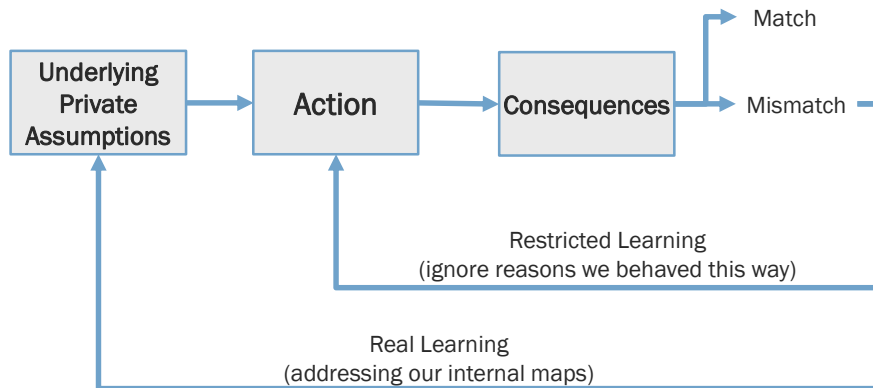 Underlying
Private
Assumptions
Action
Consequences
Match
Mismatch
Restricted Learning
(ignore reasons we behaved this way)
Real Learning
(addressing our internal maps)